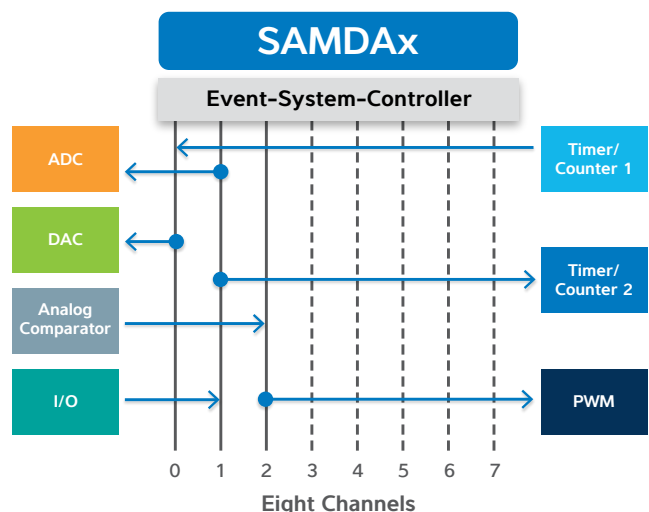 SAMDAx
Event-System-Controller
ADC
Timer/
Counter 1
DAC
Timer/
Counter 2
Analog
Comparator
I/O
PWM
0 1 2 3 4 5 6 7
Eight Channels